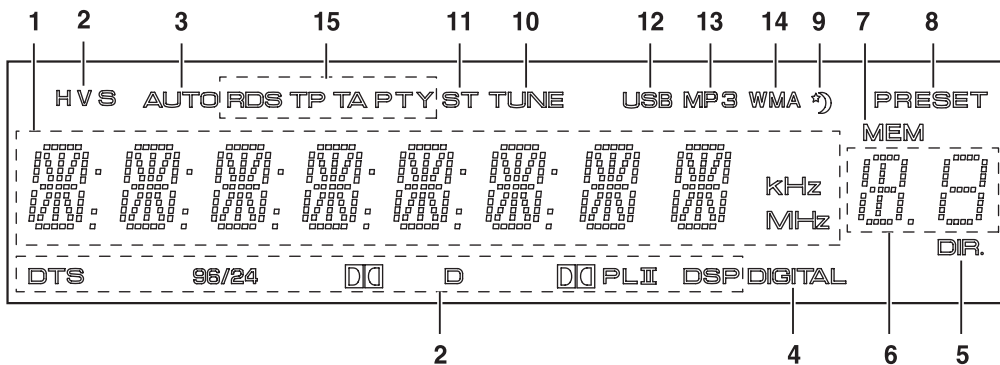 1 2 3 15 11 10 12 13 14 9 7 8
HVS AUTO RDS TP TA PTY ST TUNE USB MP3 WMA PRESET
MEM
kHz
MHz
DIR.
DTS 96/24 D PLII DSP DIGITAL
2 4 6 5